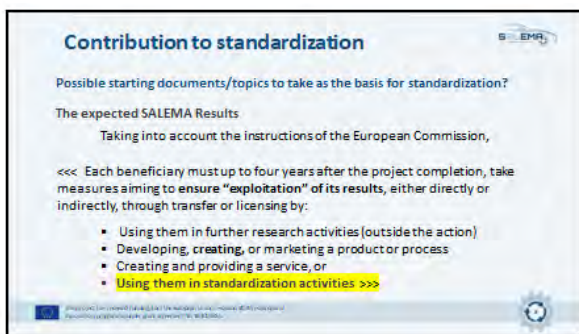 Contribution to standardization
SALEMA
Possible starting documents/topics to take as the basis for standardization?
The expected SALEMA Results
Taking into account the instructions of the European Commission,
<<< Each beneficiary must up to four years after the project completion, take
measures aiming to ensure "exploitation" of its results, either directly or
indirectly, through transfer or licensing by:
▪ Using them in further research activities (outside the action)
▪ Developing, creating, or marketing a product or process
▪ Creating and providing a service, or
▪ Using them in standardization activities >>>